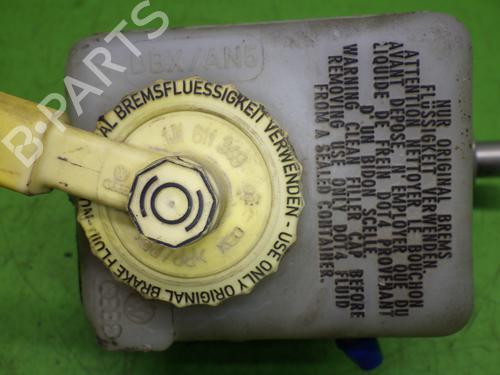 DBX/AN5
AL BREMSFLUESSIGKEIT VERWENDEN - USE ONLY ORIGINAL BRAKE FLUID
NUR ORIGINAL BREMS
FLÜSSIGKEIT VERWENDEN.
ATTENTION NETTOYER LE BOUCHON,
AVANT DEPOSE N' EMPLOYER QUE DU
LIQUIDE DE FREIN DOT4 PROVENANT
D'UN BIDON SCELLE
WARNING CLEAN FILLER CAP BEFORE
REMOVING USE ONLY DOT4 FLUID
FROM A SEALED CONTAINER.
B-PARTS